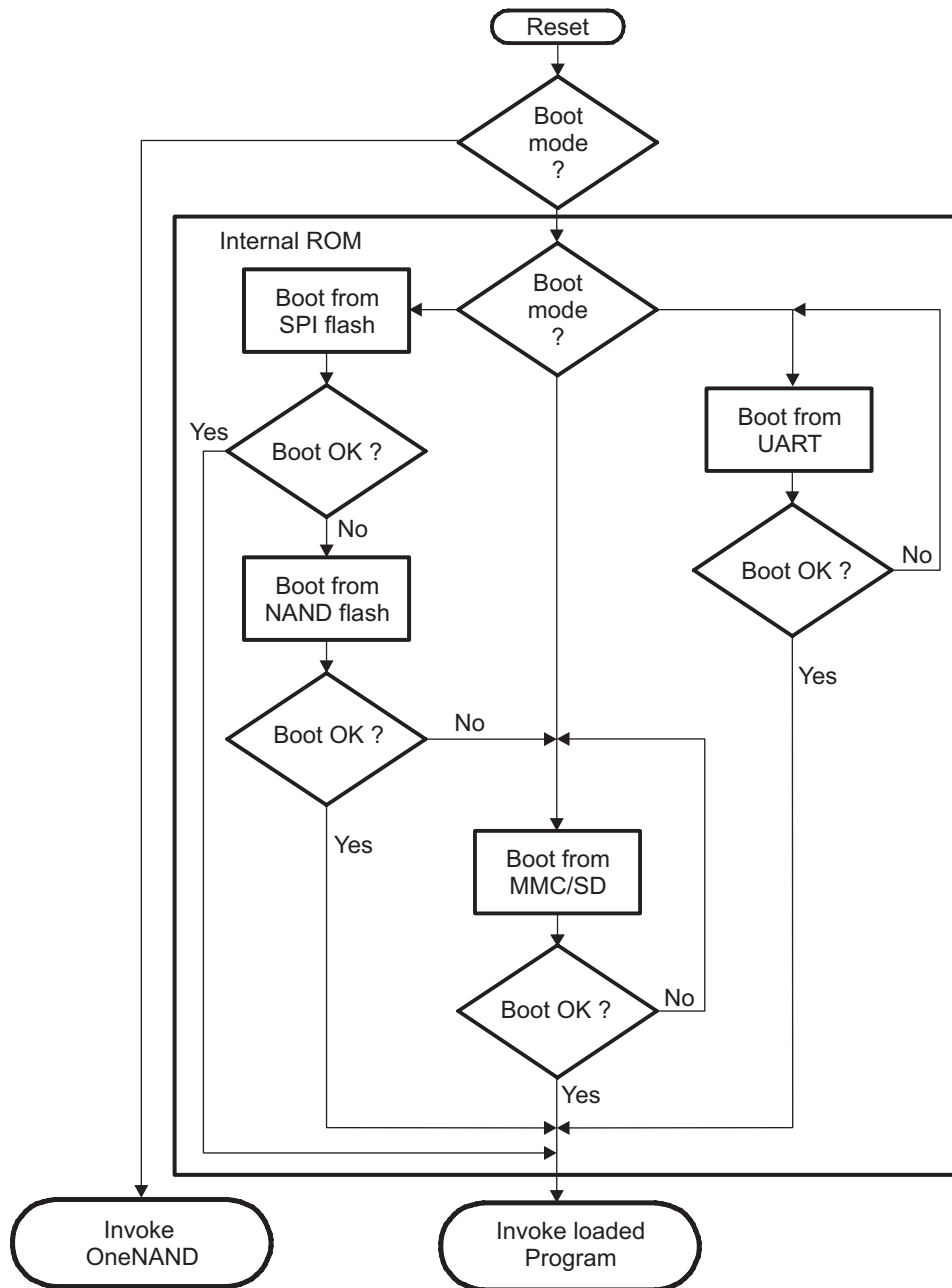 Reset
Boot
mode
?
Internal ROM
Boot
mode
?
Boot from
SPI flash
Boot from
UART
Yes
Boot OK ?
No
Boot OK ?
No
Boot from
NAND flash
Yes
Boot OK ?
No
Yes
Boot from
MMC/SD
Boot OK ?
No
Yes
Invoke
OneNAND
Invoke loaded
Program